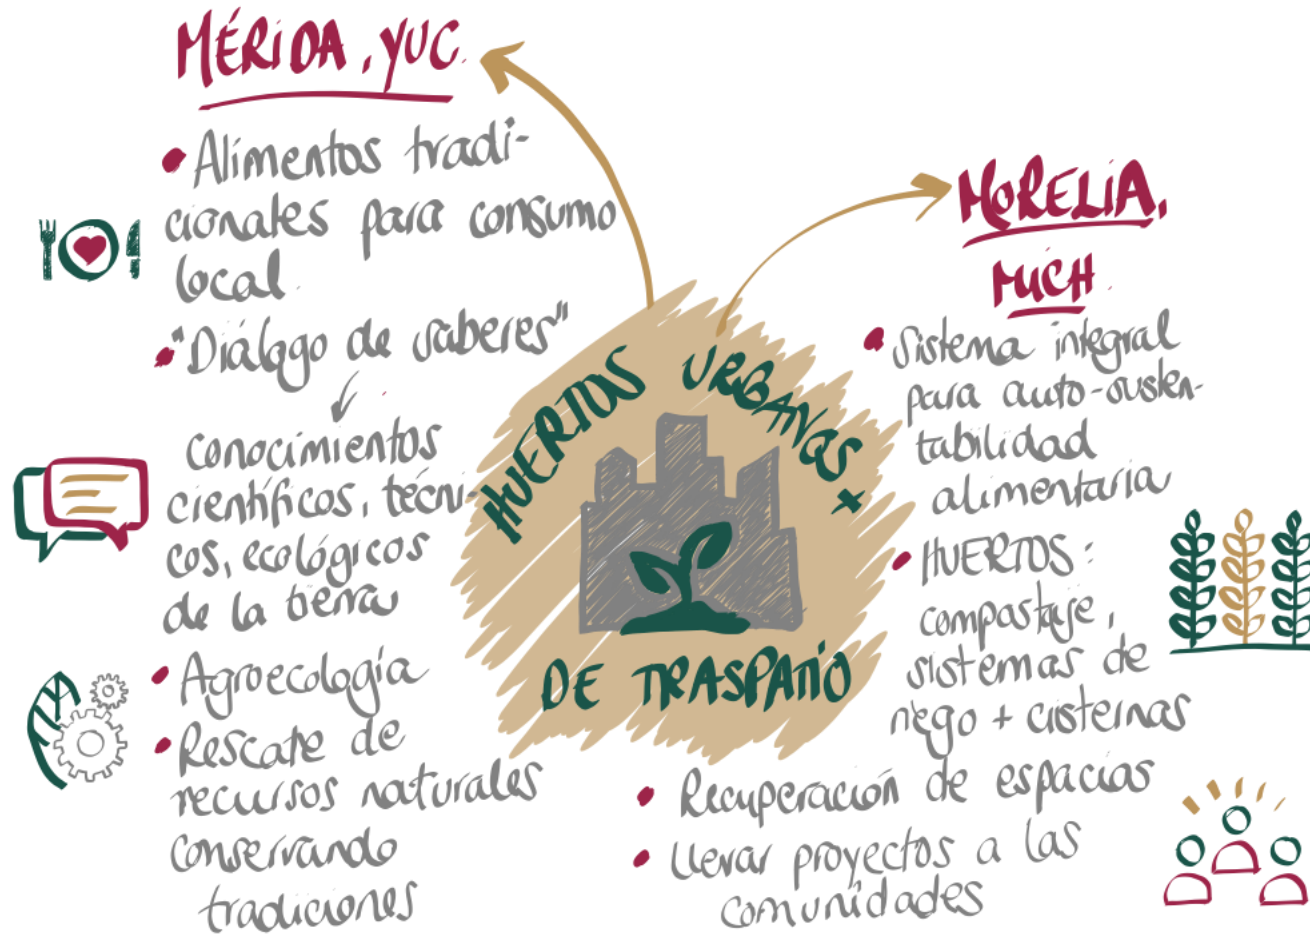 MÉRIDA, YUC.
• Alimentos tradi-
cionales para consumo
local.
• "Diálogo de saberes"
conocimientos
científicos, técni-
cos, ecológicos
de la tierra
• Agroecología
• Rescate de
recursos naturales
conservando
tradiciones
HUERTOS URBANOS +
DE TRASPATIO
MORELIA,
MICH.
• Sistema integral
para auto-susten-
tabilidad
alimentaria
• HUERTOS:
compostaje,
sistemas de
riego + cisternas
• Recuperación de espacios
• Llevar proyectos a las
comunidades